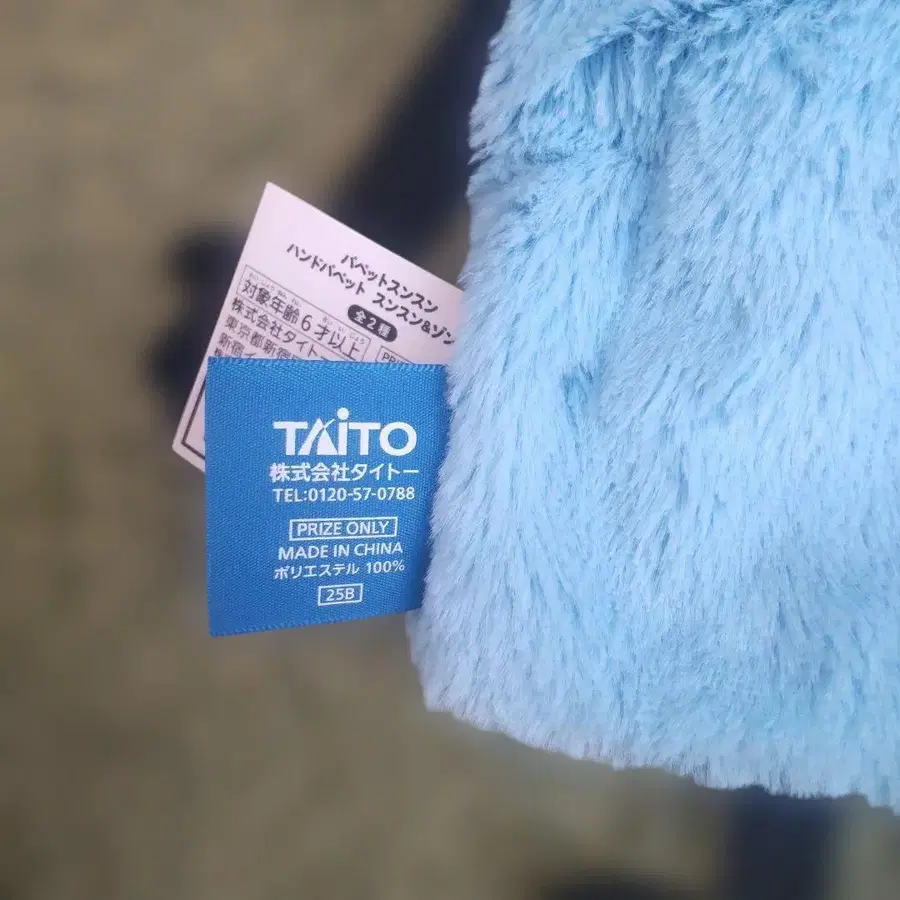 パペットスンスン
ハンドパペット スンスン&ゾン
全2種
対象年齢6才以上
株式会社タイト
東京都新宿
新宿イ
TAITO
株式会社タイトー
TEL:0120-57-0788
PRIZE ONLY
MADE IN CHINA
ポリエステル 100%
25B